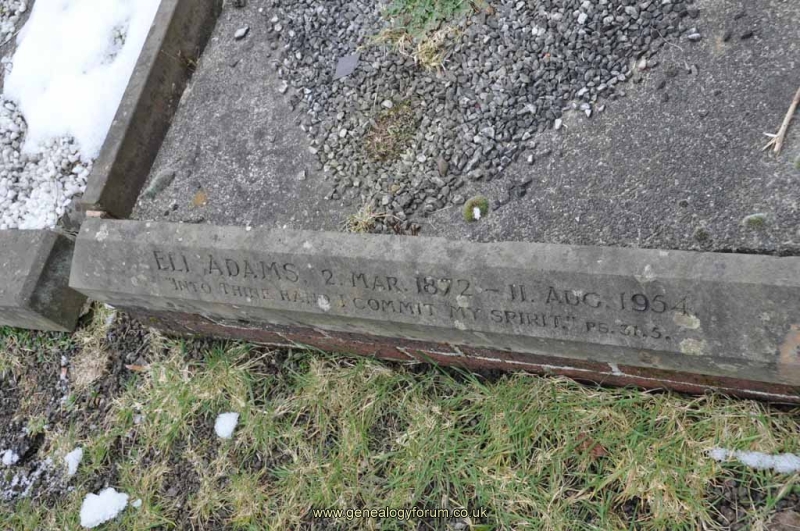 ELI ADAMS 2. MAR. 1872 - 11. AUG. 1954.
"INTO THINE HAND I COMMIT MY SPIRIT." PS. 31.5.
www.genealogyforum.co.uk